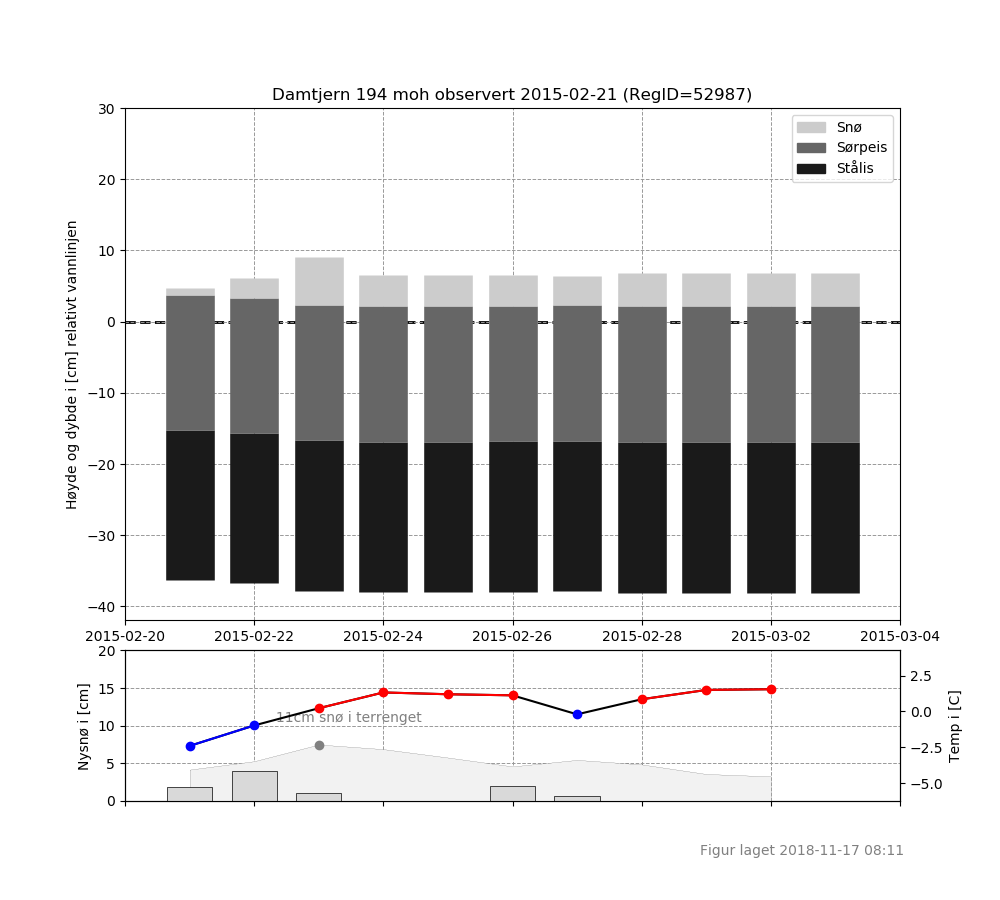 Damtjern 194 moh observert 2015-02-21 (RegID=52987)
Høyde og dybde i [cm] relativt vannlinjen
30
20
10
0
−10
−20
−30
−40
Snø
Sørpeis
Stålis
2015-02-20 2015-02-22 2015-02-24 2015-02-26 2015-02-28 2015-03-02 2015-03-04
Nysnø i [cm]
20
15
10
5
0
11cm snø i terrenget
2.5
0.0
−2.5
−5.0
Temp i [C]
Figur laget 2018-11-17 08:11